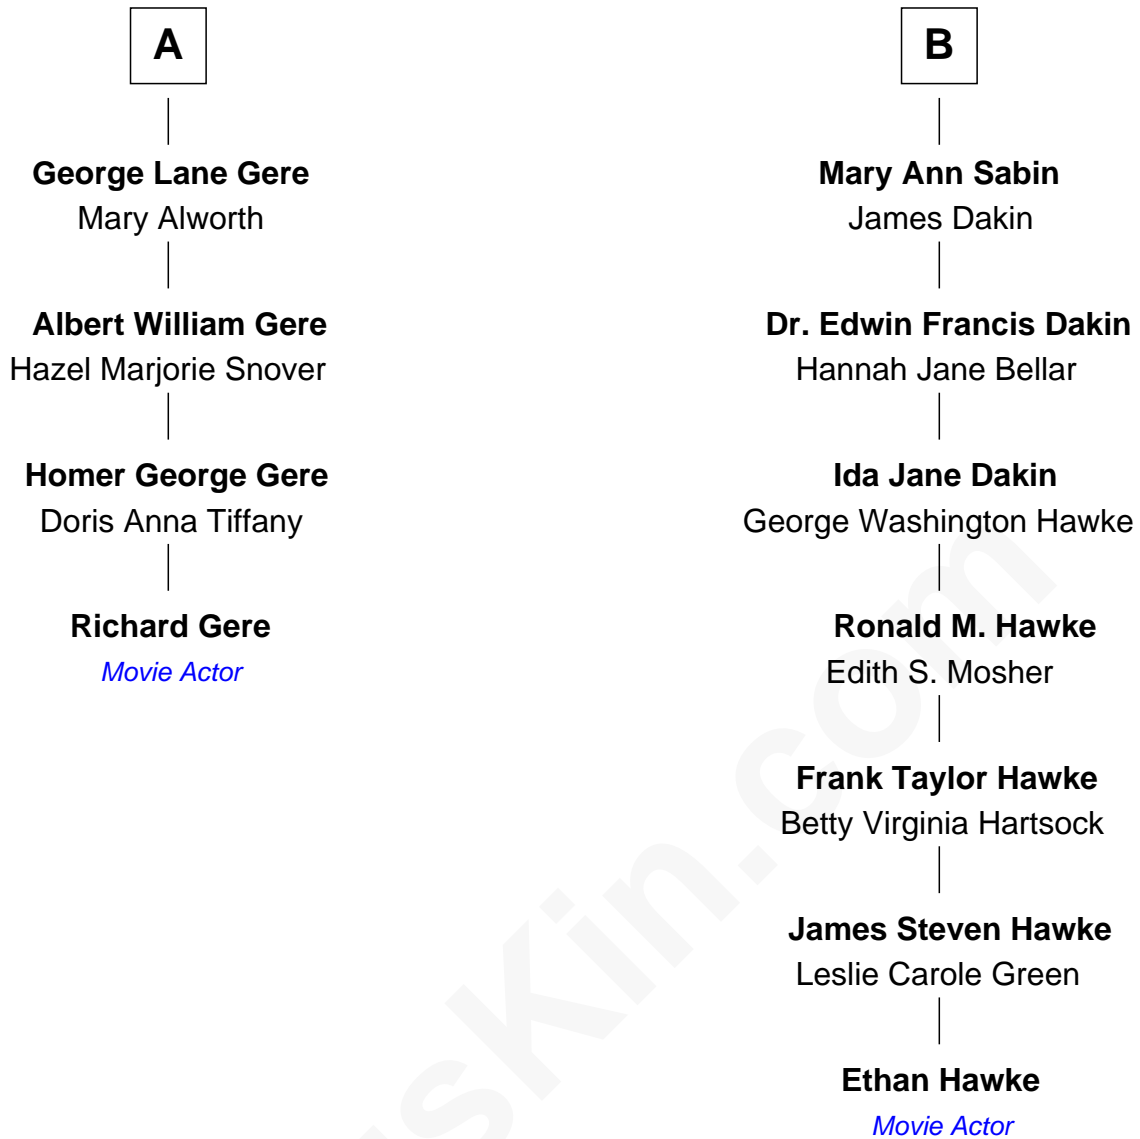 A
George Lane Gere
Mary Alworth
Albert William Gere
Hazel Marjorie Snover
Homer George Gere
Doris Anna Tiffany
Richard Gere
Movie Actor
B
Mary Ann Sabin
James Dakin
Dr. Edwin Francis Dakin
Hannah Jane Bellar
Ida Jane Dakin
George Washington Hawke
Ronald M. Hawke
Edith S. Mosher
Frank Taylor Hawke
Betty Virginia Hartsock
James Steven Hawke
Leslie Carole Green
Ethan Hawke
Movie Actor
sKin.com